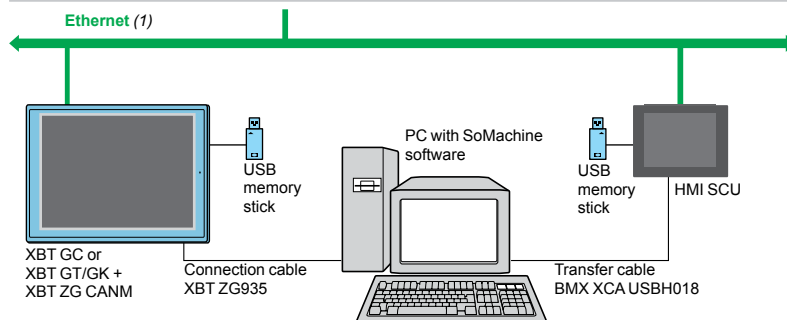 Ethernet (1)
PC with SoMachine
software
USB
memory
stick
USB
memory
stick
HMI SCU
XBT GC or
XBT GT/GK +
XBT ZG CANM
Connection cable
XBT ZG935
Transfer cable
BMX XCA USBH018